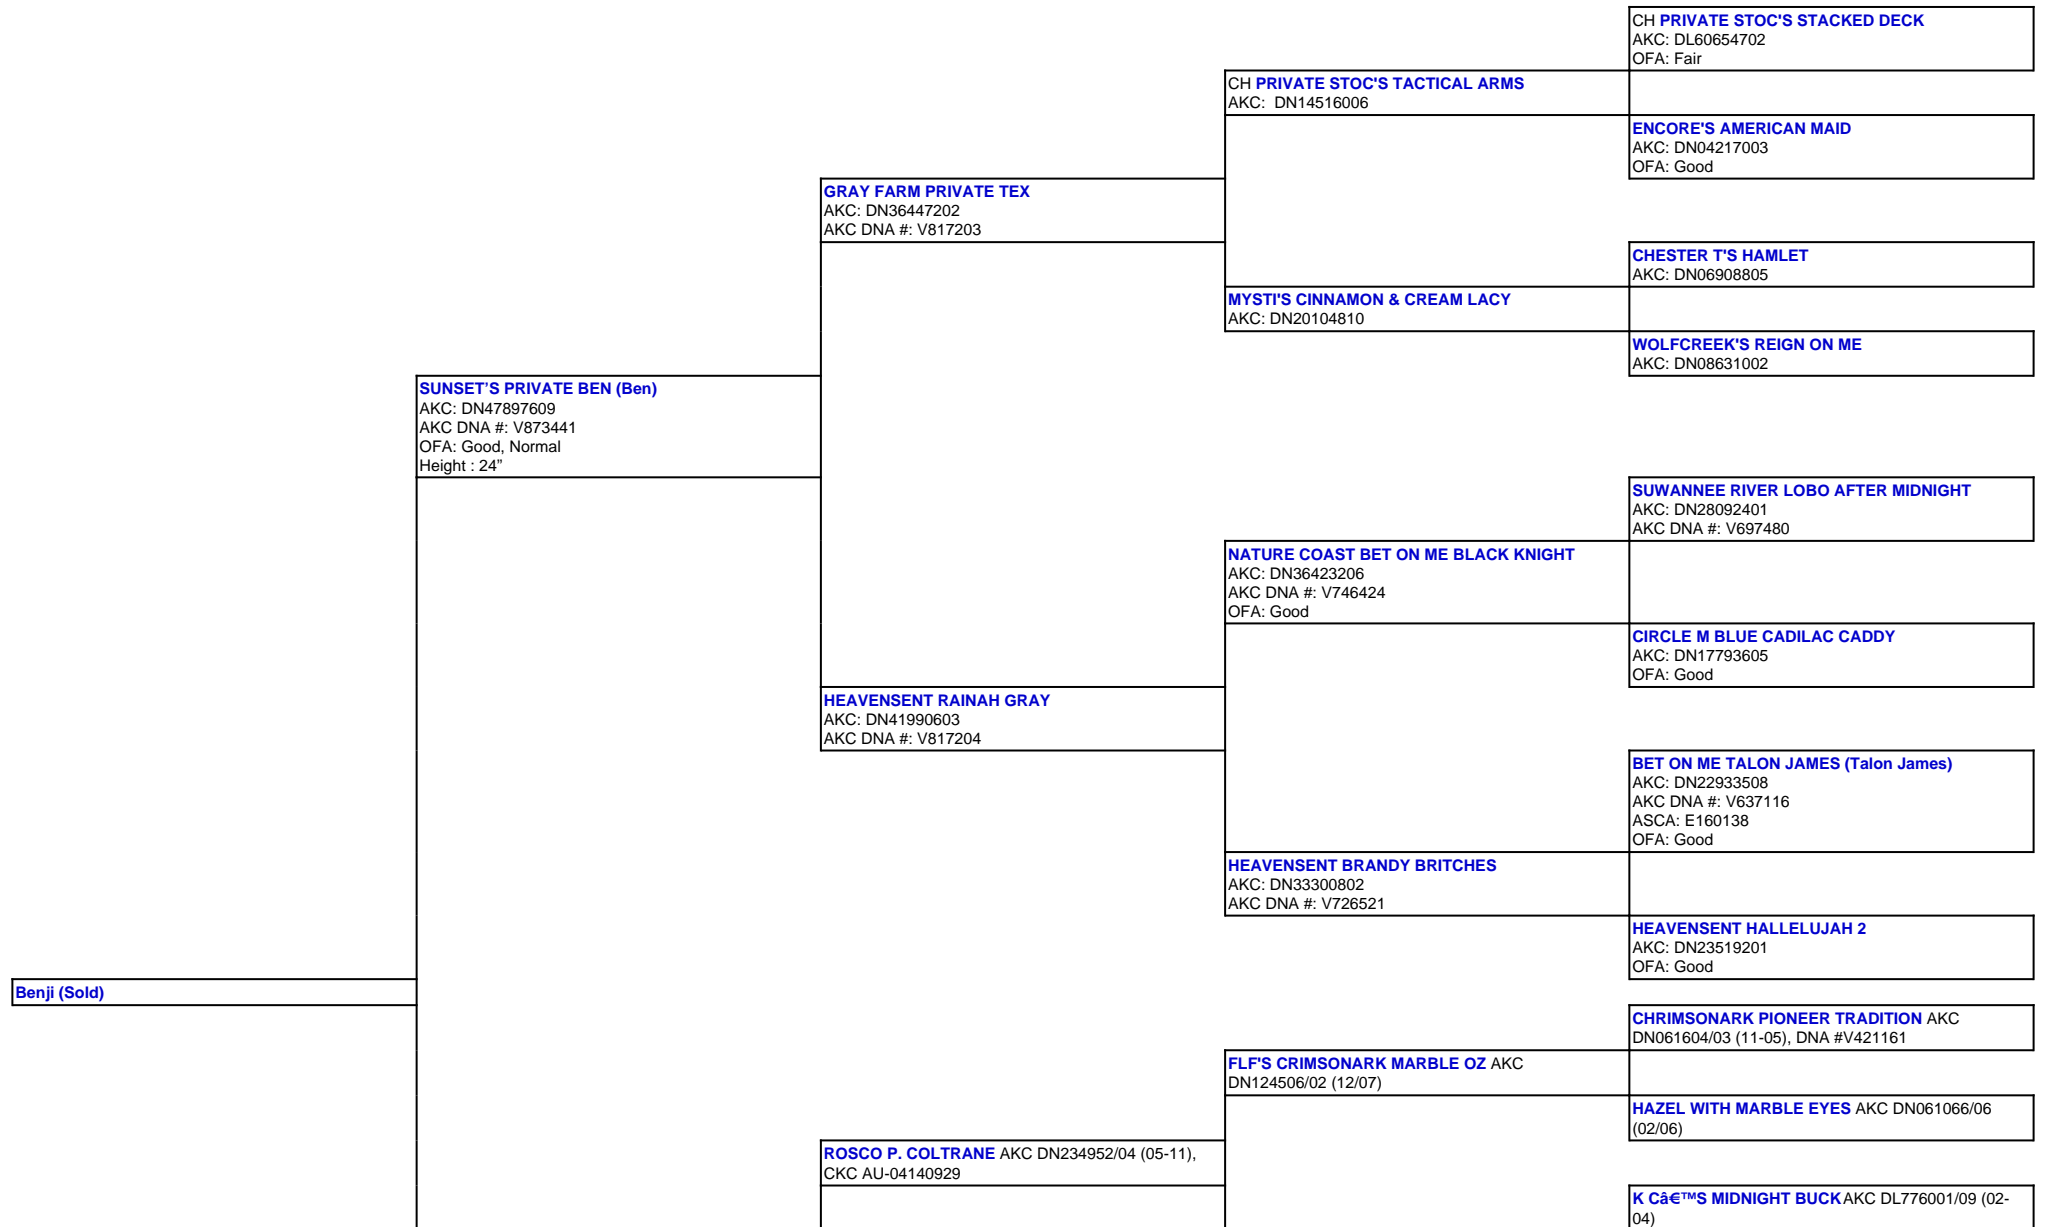 CH PRIVATE STOC'S STACKED DECK
AKC: DL60654702
OFA: Fair
CH PRIVATE STOC'S TACTICAL ARMS
AKC:  DN14516006
ENCORE'S AMERICAN MAID
AKC: DN04217003
OFA: Good
GRAY FARM PRIVATE TEX
AKC: DN36447202
AKC DNA #: V817203
CHESTER T'S HAMLET
AKC: DN06908805
MYSTI'S CINNAMON & CREAM LACY
AKC: DN20104810
WOLFCREEK'S REIGN ON ME
AKC: DN08631002
SUNSET’S PRIVATE BEN (Ben)
AKC: DN47897609
AKC DNA #: V873441
OFA: Good, Normal
Height : 24”
SUWANNEE RIVER LOBO AFTER MIDNIGHT
AKC: DN28092401
AKC DNA #: V697480
NATURE COAST BET ON ME BLACK KNIGHT
AKC: DN36423206
AKC DNA #: V746424
OFA: Good
CIRCLE M BLUE CADILAC CADDY
AKC: DN17793605
OFA: Good
HEAVENSENT RAINAH GRAY
AKC: DN41990603
AKC DNA #: V817204
BET ON ME TALON JAMES (Talon James)
AKC: DN22933508
AKC DNA #: V637116
ASCA: E160138
OFA: Good
HEAVENSENT BRANDY BRITCHES
AKC: DN33300802
AKC DNA #: V726521
HEAVENSENT HALLELUJAH 2
AKC: DN23519201
OFA: Good
Benji (Sold)
CHRIMSONARK PIONEER TRADITION AKC
DN061604/03 (11-05), DNA #V421161
FLF'S CRIMSONARK MARBLE OZ AKC
DN124506/02 (12/07)
HAZEL WITH MARBLE EYES AKC DN061066/06
(02/06)
ROSCO P. COLTRANE AKC DN234952/04 (05-11),
CKC AU-04140929
K C’S MIDNIGHT BUCKAKC DL776001/09 (02-
04)